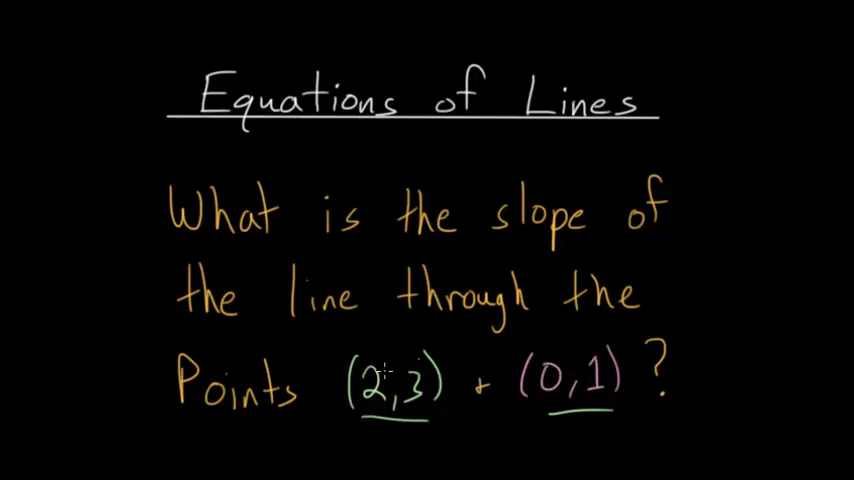 Equations of Lines
What is the slope of
the line through the
Points (2,3) + (0,1) ?